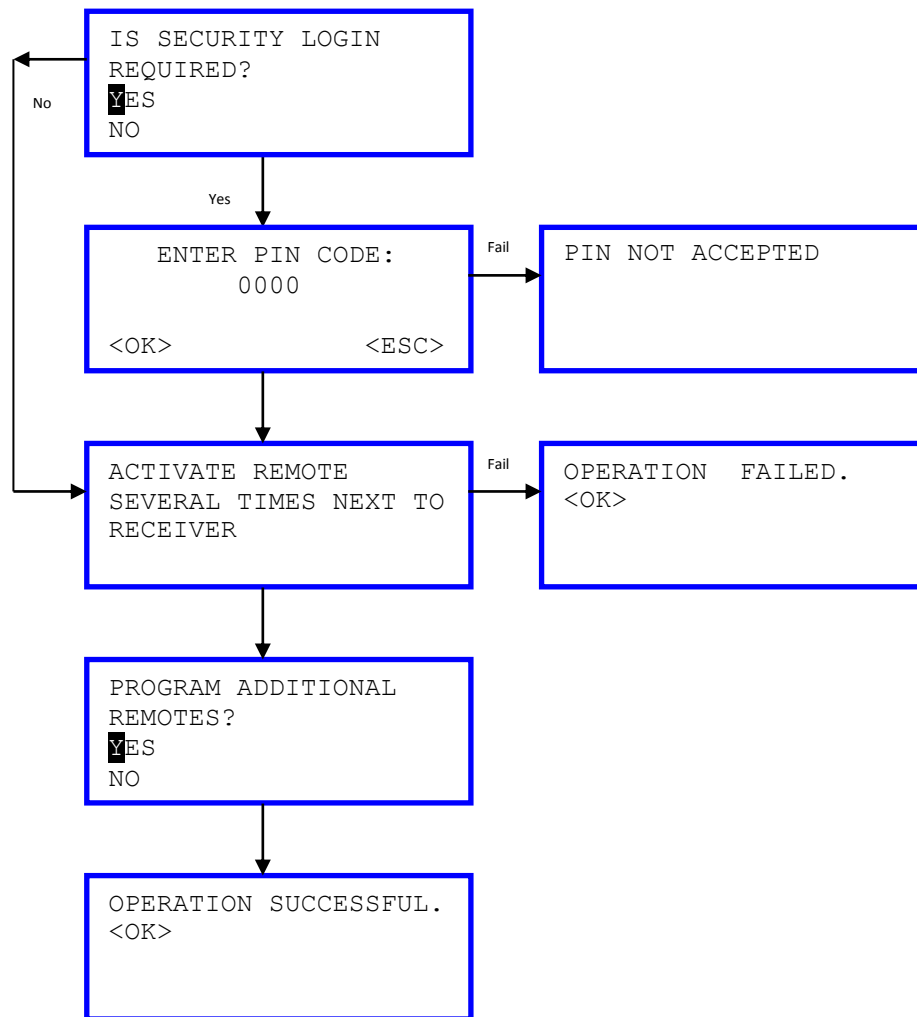 IS SECURITY LOGIN
REQUIRED?
YES
NO
No
Yes
ENTER PIN CODE:
0000
<OK> <ESC>
Fail
PIN NOT ACCEPTED
ACTIVATE REMOTE
SEVERAL TIMES NEXT TO
RECEIVER
Fail
OPERATION FAILED.
<OK>
PROGRAM ADDITIONAL
REMOTES?
YES
NO
OPERATION SUCCESSFUL.
<OK>